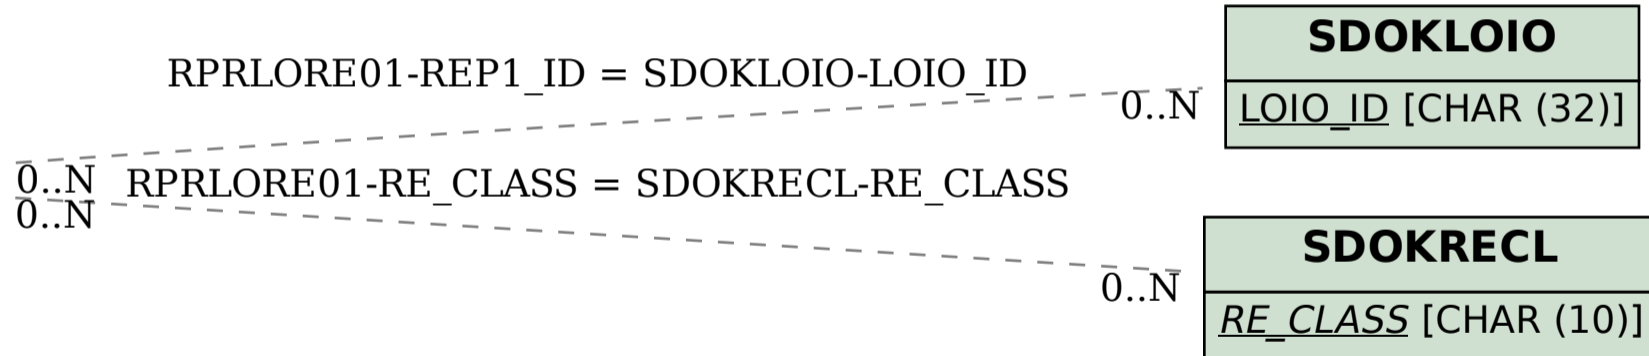 SDOKLOIO
RPRLORE01-REP1_ID = SDOKLOIO-LOIO_ID
0..N
LOIO_ID [CHAR (32)]
0..N
RPRLORE01-RE_CLASS = SDOKRECL-RE_CLASS
0..N
SDOKRECL
0..N
RE_CLASS [CHAR (10)]